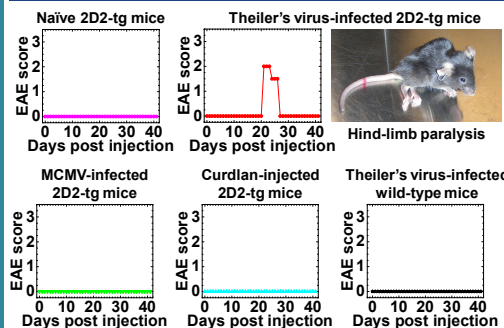 Naïve 2D2-tg mice
Theiler's virus-infected 2D2-tg mice
EAE score
3
2
1
0
0 10 20 30 40
Days post injection
EAE score
3
2
1
0
0 10 20 30 40
Days post injection
Hind-limb paralysis
MCMV-infected
2D2-tg mice
Curdlan-injected
2D2-tg mice
Theiler's virus-infected
wild-type mice
EAE score
3
2
1
0
0 10 20 30 40
Days post injection
EAE score
3
2
1
0
0 10 20 30 40
Days post injection
EAE score
3
2
1
0
0 10 20 30 40
Days post injection